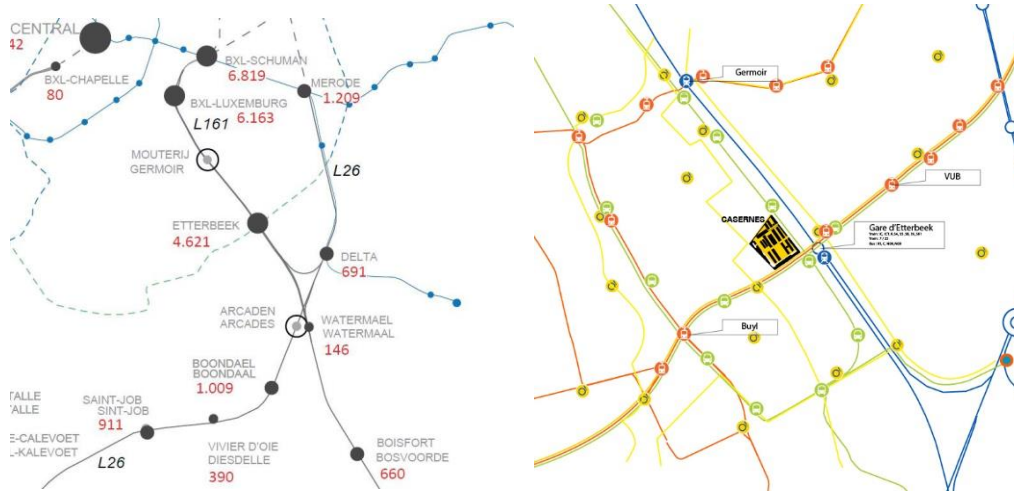 CENTRAL
42
BXL-CHAPELLE
80
BXL-SCHUMAN
6.819
MERODE
1.209
BXL-LUXEMBURG
6.163
L161
MOUTERIJ
GERMOIR
L26
ETTERBEEK
4.621
DELTA
691
ARCADEN
ARCADES
WATERMAEL
WATERMAAL
146
BOONDAEL
BOONDAAL
1.009
TALLE
TALLE
SAINT-JOB
SINT-JOB
911
E-CALEVOET
L-KALEVOET
L26
VIVIER D'OIE
DIESDELLE
390
BOISFORT
BOSVOORDE
660
Germoir
VUB
CASERNES
Gare d'Etterbeek
Buyl